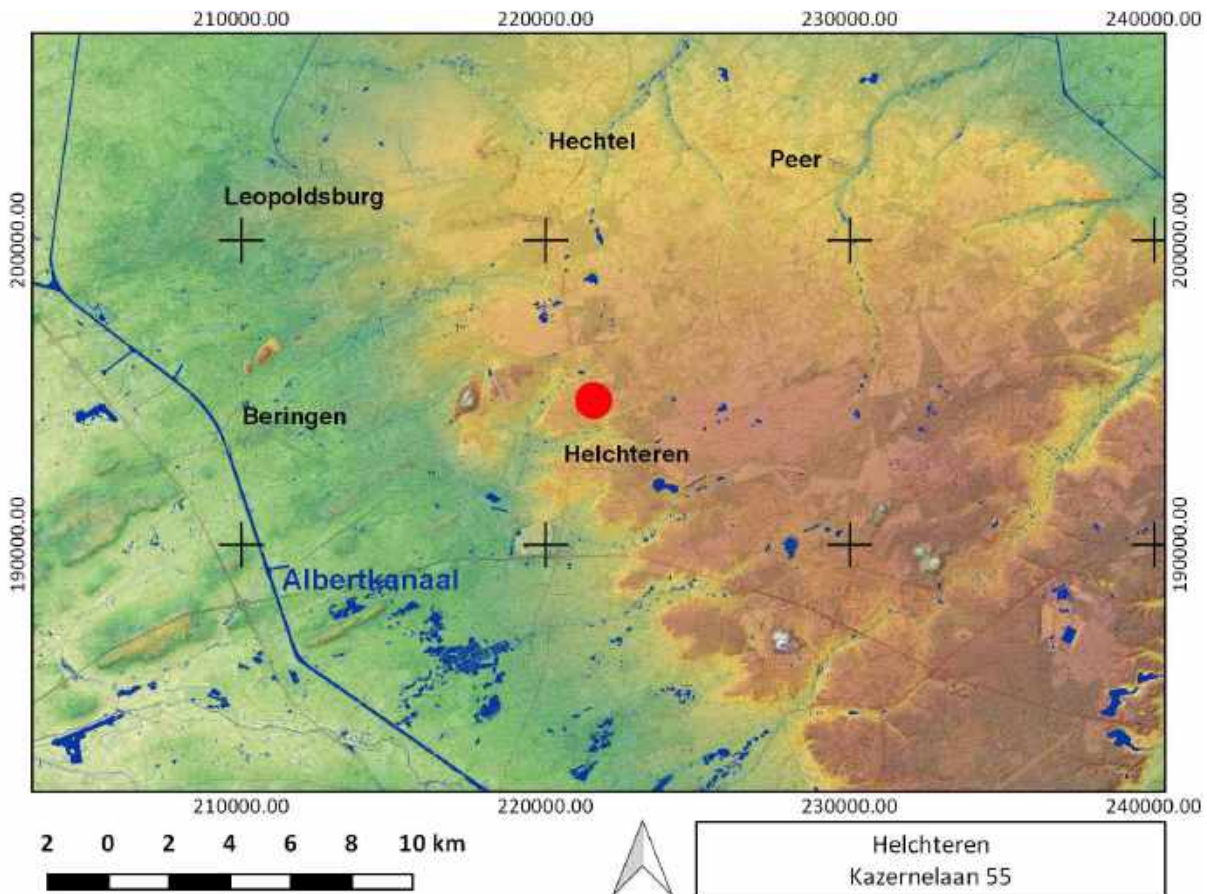 210000.00 220000.00 230000.00 240000.00
Hechtel
Peer
Leopoldsburg
200000.00 200000.00
Beringen
Helchteren
190000.00 190000.00
Albertkanaal
210000.00 220000.00 230000.00 240000.00
2 0 2 4 6 8 10 km
Helchteren
Kazernelaan 55